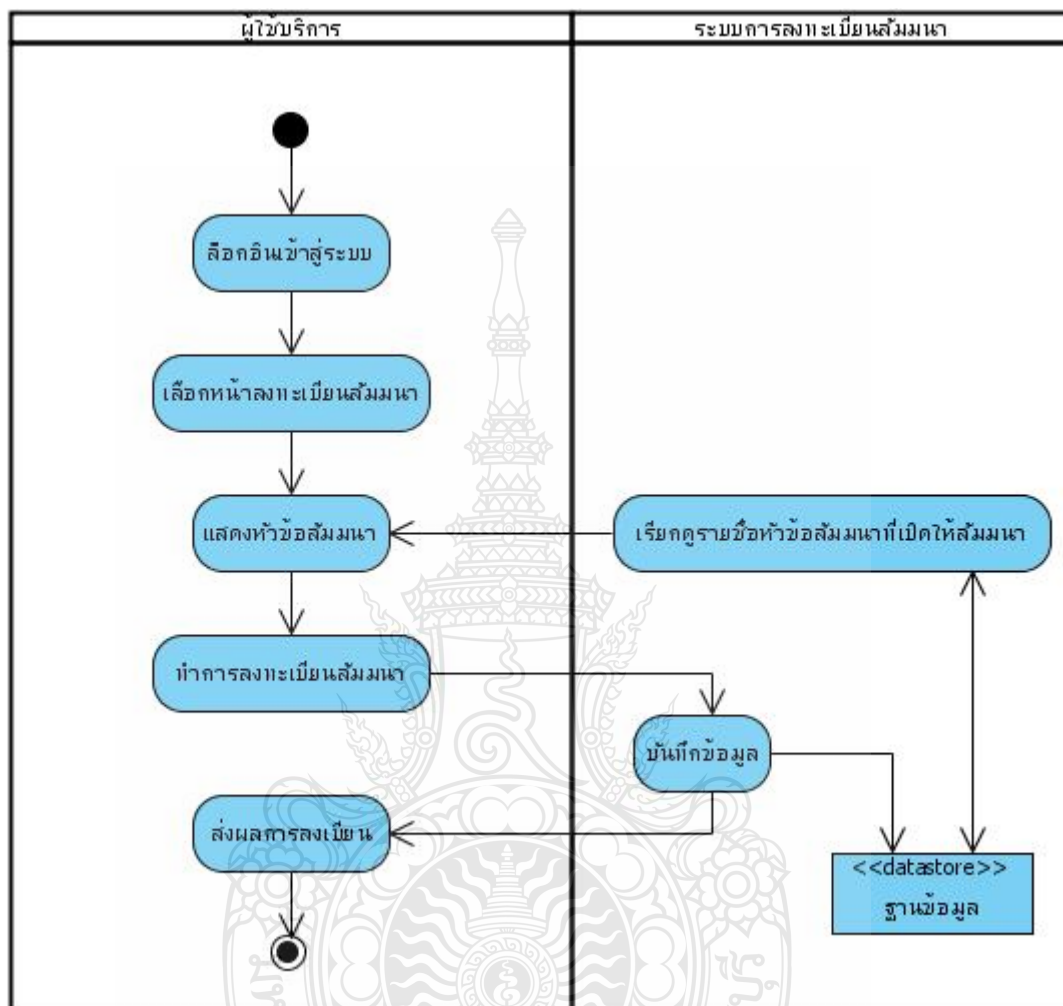 ผู้ใช้บริการ
ระบบการลงทะเบียนสัมมนา
ล็อกอินเข้าสู่ระบบ
เลือกหน้าลงทะเบียนสัมมนา
แสดงหัวข้อสัมมนา
เรียกดูรายชื่อหัวข้อสัมมนาที่เปิดให้สัมมนา
ทำการลงทะเบียนสัมมนา
บันทึกข้อมูล
ส่งผลการลงเบียน
<<datastore>>
ฐานข้อมูล